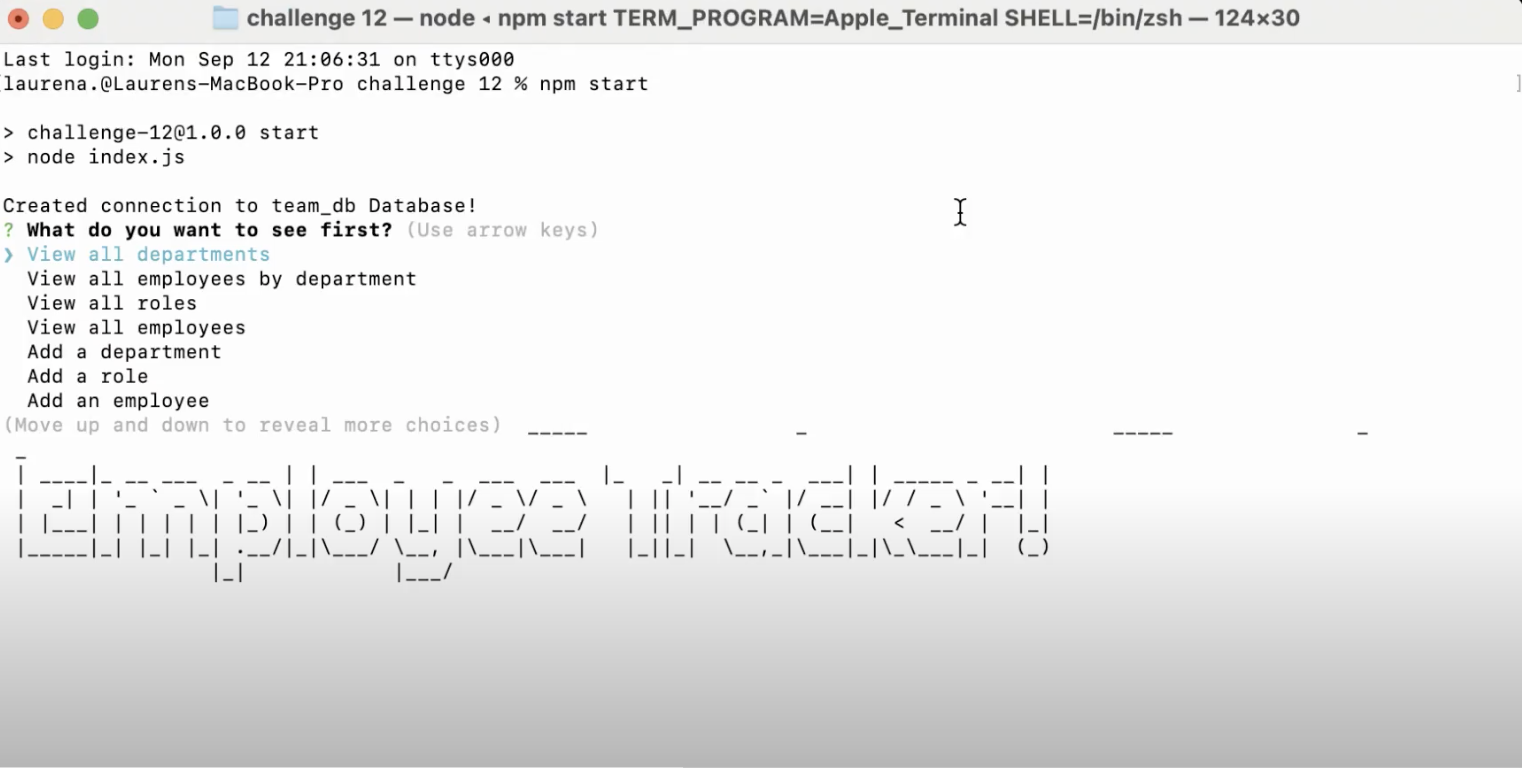 challenge 12 — node ◂ npm start TERM_PROGRAM=Apple_Terminal SHELL=/bin/zsh — 124×30
Last login: Mon Sep 12 21:06:31 on ttys000
[laurena.@Laurens-MacBook-Pro challenge 12 % npm start ]
> challenge-12@1.0.0 start
> node index.js
Created connection to team_db Database!
? What do you want to see first? (Use arrow keys)
❯ View all departments
View all employees by department
View all roles
View all employees
Add a department
Add a role
Add an employee
(Move up and down to reveal more choices)
Employee Tracker!